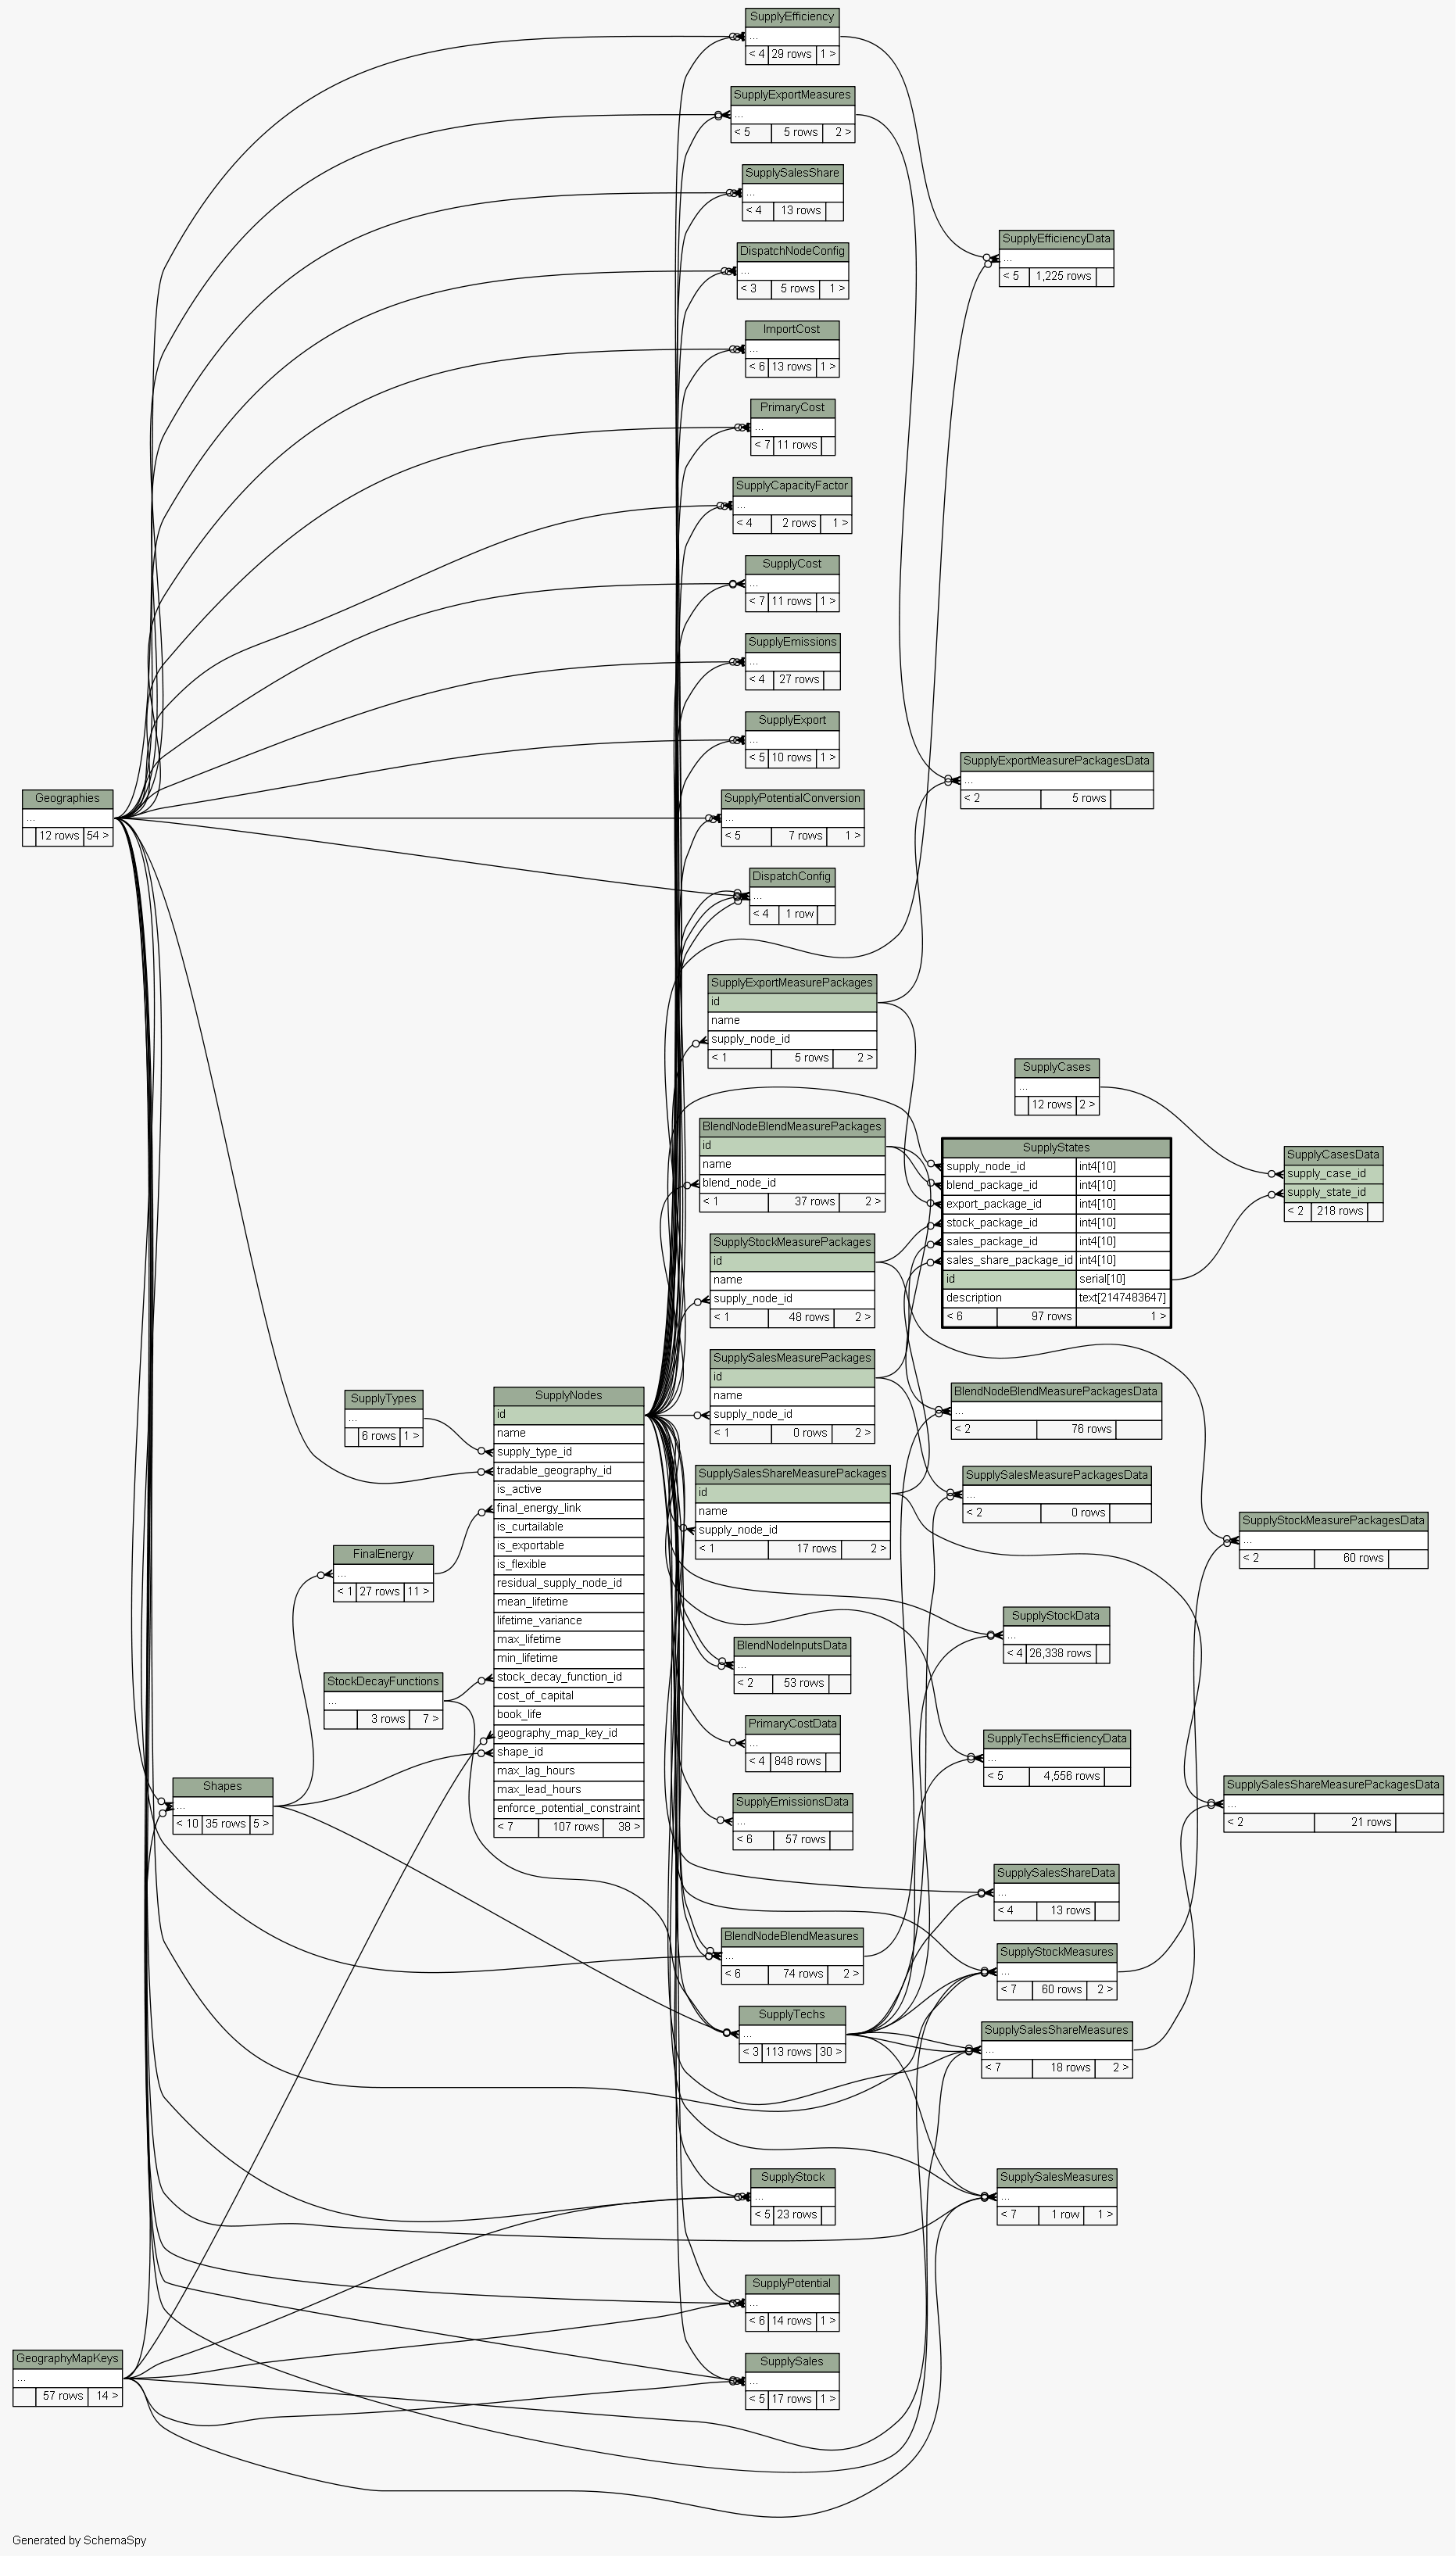 SupplyEfficiency
...
< 4 29 rows 1 >
SupplyExportMeasures
...
< 5 5 rows 2 >
SupplySalesShare
...
< 4 13 rows
DispatchNodeConfig
...
< 3 5 rows 1 >
SupplyEfficiencyData
...
< 5 1,225 rows
ImportCost
...
< 6 13 rows 1 >
PrimaryCost
...
< 7 11 rows
SupplyCapacityFactor
...
< 4 2 rows 1 >
SupplyCost
...
< 7 11 rows 1 >
SupplyEmissions
...
< 4 27 rows
SupplyExport
...
< 5 10 rows 1 >
SupplyExportMeasurePackagesData
...
< 2 5 rows
Geographies
...
12 rows 54 >
SupplyPotentialConversion
...
< 5 7 rows 1 >
DispatchConfig
...
< 4 1 row
SupplyExportMeasurePackages
id
name
supply_node_id
< 1 5 rows 2 >
SupplyCases
...
12 rows 2 >
BlendNodeBlendMeasurePackages
id
name
blend_node_id
< 1 37 rows 2 >
SupplyStates
supply_node_id int4[10]
blend_package_id int4[10]
export_package_id int4[10]
stock_package_id int4[10]
sales_package_id int4[10]
sales_share_package_id int4[10]
id serial[10]
description text[2147483647]
< 6 97 rows 1 >
SupplyCasesData
supply_case_id
supply_state_id
< 2 218 rows
SupplyStockMeasurePackages
id
name
supply_node_id
< 1 48 rows 2 >
SupplySalesMeasurePackages
id
name
supply_node_id
< 1 0 rows 2 >
BlendNodeBlendMeasurePackagesData
...
< 2 76 rows
SupplyTypes
...
6 rows 1 >
SupplyNodes
id
name
supply_type_id
tradable_geography_id
is_active
final_energy_link
is_curtailable
is_exportable
is_flexible
residual_supply_node_id
mean_lifetime
lifetime_variance
max_lifetime
min_lifetime
stock_decay_function_id
cost_of_capital
book_life
geography_map_key_id
shape_id
max_lag_hours
max_lead_hours
enforce_potential_constraint
< 7 107 rows 38 >
SupplySalesShareMeasurePackages
id
name
supply_node_id
< 1 17 rows 2 >
SupplySalesMeasurePackagesData
...
< 2 0 rows
SupplyStockMeasurePackagesData
...
< 2 60 rows
FinalEnergy
...
< 1 27 rows 11 >
SupplyStockData
...
< 4 26,338 rows
BlendNodeInputsData
...
< 2 53 rows
StockDecayFunctions
...
3 rows 7 >
PrimaryCostData
...
< 4 848 rows
SupplyTechsEfficiencyData
...
< 5 4,556 rows
Shapes
...
< 10 35 rows 5 >
SupplySalesShareMeasurePackagesData
...
< 2 21 rows
SupplyEmissionsData
...
< 6 57 rows
SupplySalesShareData
...
< 4 13 rows
BlendNodeBlendMeasures
...
< 6 74 rows 2 >
SupplyStockMeasures
...
< 7 60 rows 2 >
SupplyTechs
...
< 3 113 rows 30 >
SupplySalesShareMeasures
...
< 7 18 rows 2 >
SupplyStock
...
< 5 23 rows
SupplySalesMeasures
...
< 7 1 row 1 >
SupplyPotential
...
< 6 14 rows 1 >
GeographyMapKeys
...
57 rows 14 >
SupplySales
...
< 5 17 rows 1 >
Generated by SchemaSpy